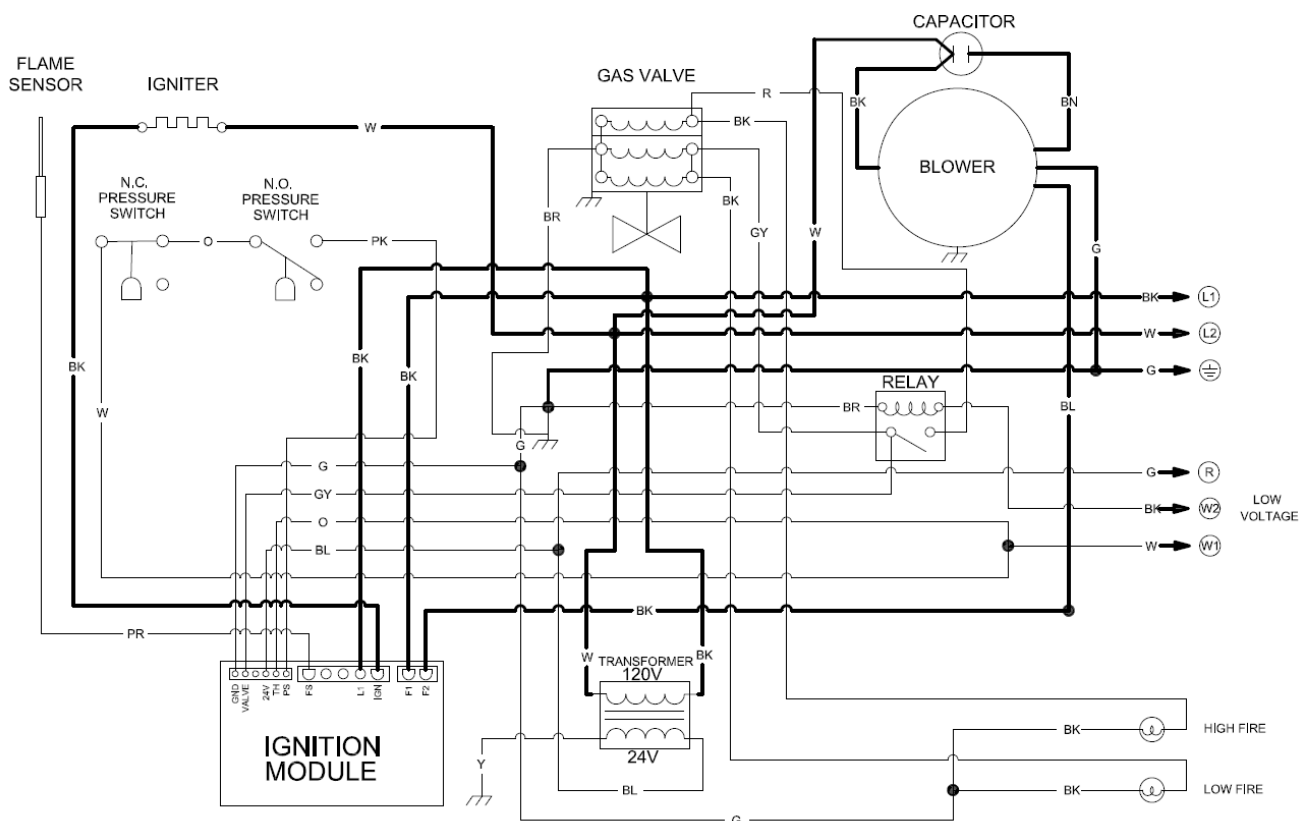 CAPACITOR
FLAME
SENSOR
IGNITER
GAS VALVE
R
BK
BK
BN
W
BLOWER
N.C.
PRESSURE
SWITCH
N.O.
PRESSURE
SWITCH
BK
BR
GY
W
O
PK
G
BK
L1
W
L2
BK
BK
BK
G
RELAY
W
BR
BL
G
G
G
R
GY
BK
W2
LOW
VOLTAGE
O
BL
W
W1
BK
PR
W
TRANSFORMER
BK
120V
GND
VALVE
24V
TH
PS
FS
L1
IGN
F1
F2
IGNITION
MODULE
24V
Y
BL
BK
HIGH FIRE
BK
LOW FIRE
G